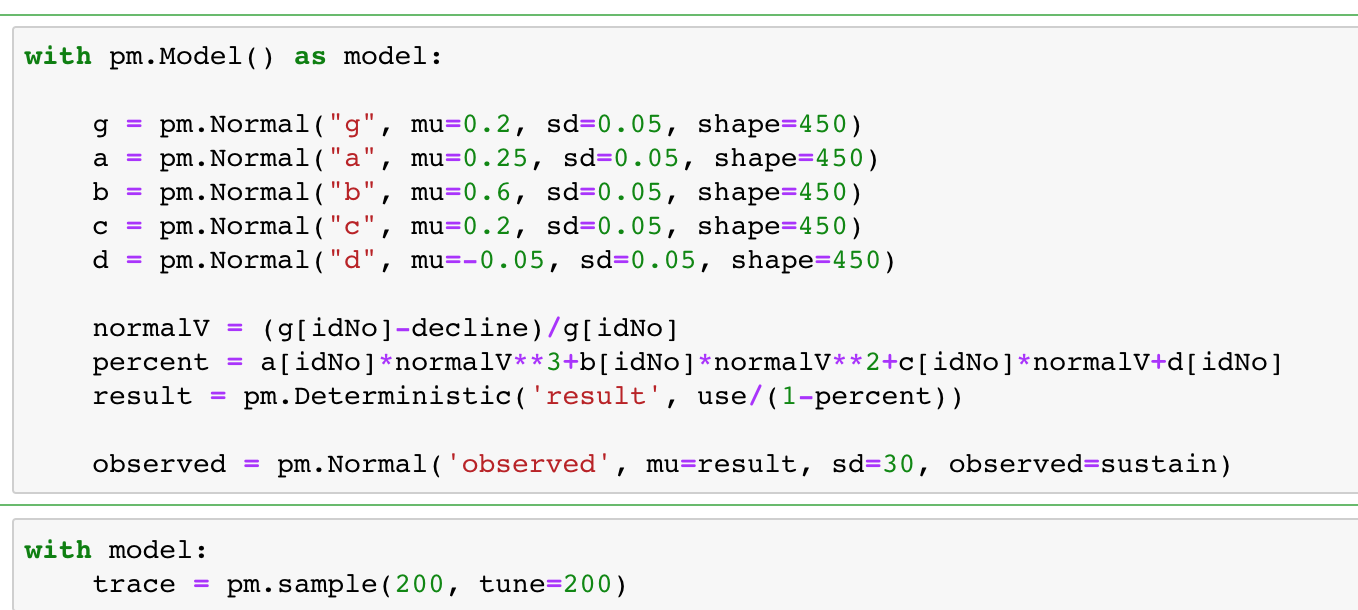 with pm.Model() as model:
g = pm.Normal("g", mu=0.2, sd=0.05, shape=450)
a = pm.Normal("a", mu=0.25, sd=0.05, shape=450)
b = pm.Normal("b", mu=0.6, sd=0.05, shape=450)
c = pm.Normal("c", mu=0.2, sd=0.05, shape=450)
d = pm.Normal("d", mu=-0.05, sd=0.05, shape=450)
normalV = (g[idNo]-decline)/g[idNo]
percent = a[idNo]*normalV**3+b[idNo]*normalV**2+c[idNo]*normalV+d[idNo]
result = pm.Deterministic('result', use/(1-percent))
observed = pm.Normal('observed', mu=result, sd=30, observed=sustain)
with model:
trace = pm.sample(200, tune=200)